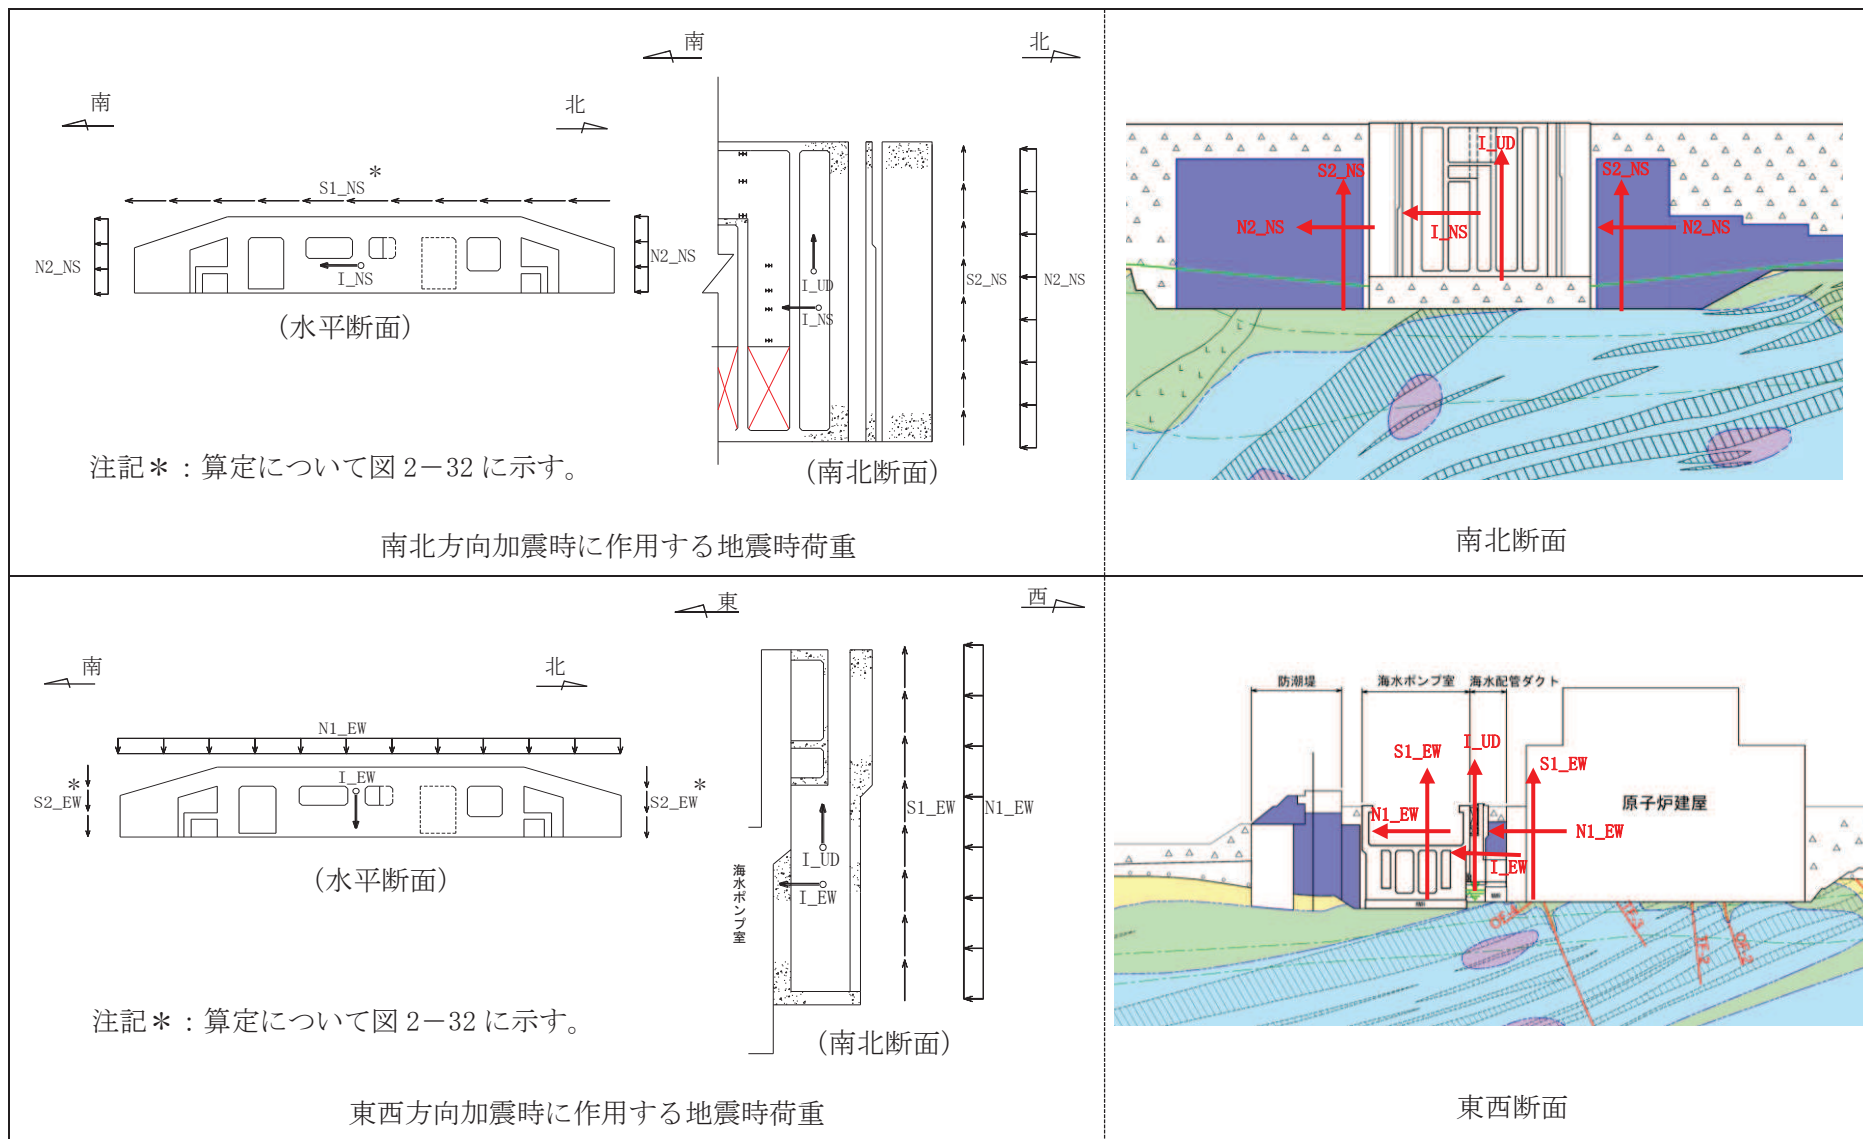 南
北
S1_NS *
N2_NS
N2_NS
I_NS
(水平断面)
注記＊：算定について図 2－32 に示す。
南
北
I_UD
I_NS
S2_NS
N2_NS
(南北断面)
南北方向加震時に作用する地震時荷重
I_UD
S2_NS
S2_NS
N2_NS
I_NS
N2_NS
南北断面
南
北
N1_EW
I_EW
*
S2_EW
S2_EW *
(水平断面)
注記＊：算定について図 2－32 に示す。
東
西
S1_EW
N1_EW
I_UD
I_EW
海水ポンプ室
(南北断面)
東西方向加震時に作用する地震時荷重
防潮堤
海水ポンプ室
海水配管ダクト
I_UD
S1_EW
S1_EW
原子炉建屋
N1_EW
N1_EW
I_EW
TF-2
東西断面